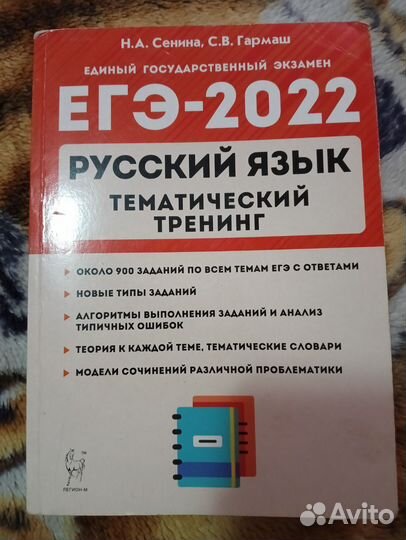 Н.А. Сенина, С.В. Гармаш
ЕДИНЫЙ ГОСУДАРСТВЕННЫЙ ЭКЗАМЕН
ЕГЭ-2022
РУССКИЙ ЯЗЫК
ТЕМАТИЧЕСКИЙ
ТРЕНИНГ
ОКОЛО 900 ЗАДАНИЙ ПО ВСЕМ ТЕМАМ ЕГЭ С ОТВЕТАМИ
НОВЫЕ ТИПЫ ЗАДАНИЙ
АЛГОРИТМЫ ВЫПОЛНЕНИЯ ЗАДАНИЙ И АНАЛИЗ
ТИПИЧНЫХ ОШИБОК
ТЕОРИЯ К КАЖДОЙ ТЕМЕ, ТЕМАТИЧЕСКИЕ СЛОВАРИ
МОДЕЛИ СОЧИНЕНИЙ РАЗЛИЧНОЙ ПРОБЛЕМАТИКИ
TM
ЛЕГИОН-М
Avito